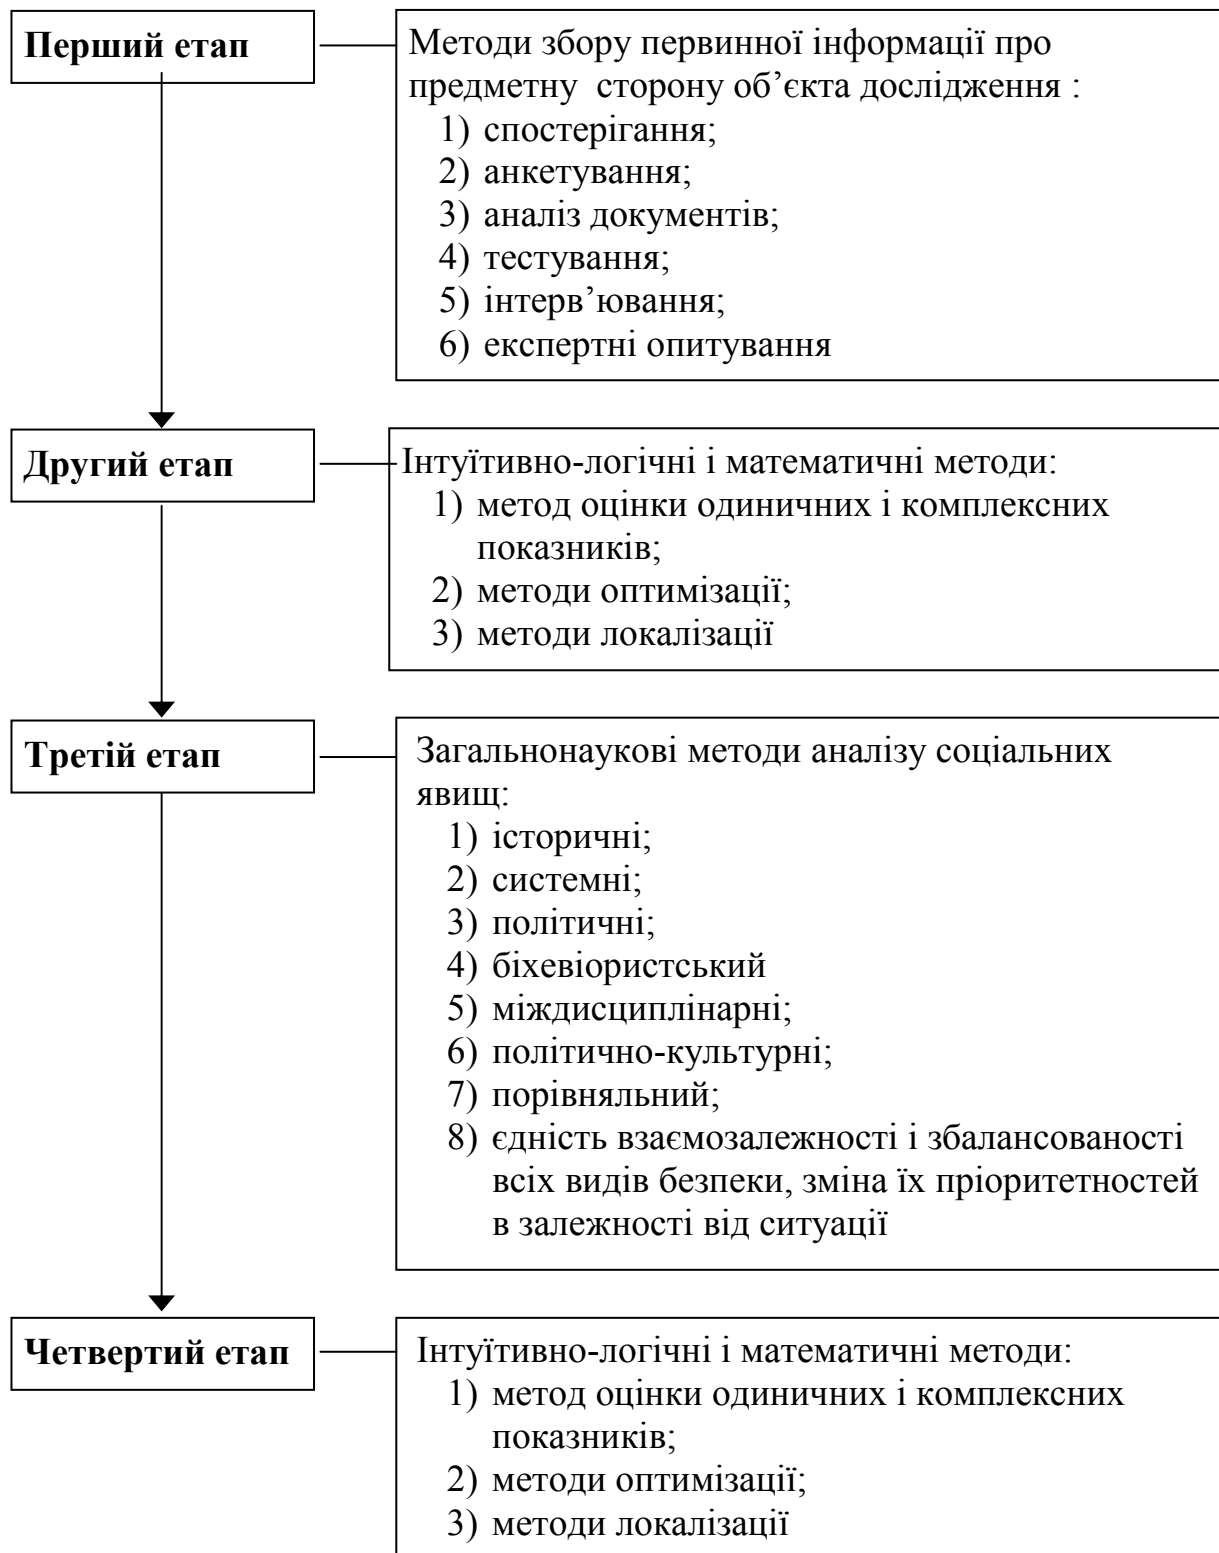 Перший етап
Методи збору первинної інформації про
предметну сторону об’єкта дослідження :
1) спостерігання;
2) анкетування;
3) аналіз документів;
4) тестування;
5) інтерв’ювання;
6) експертні опитування
Другий етап
Інтуїтивно-логічні і математичні методи:
1) метод оцінки одиничних і комплексних
показників;
2) методи оптимізації;
3) методи локалізації
Третій етап
Загальнонаукові методи аналізу соціальних
явищ:
1) історичні;
2) системні;
3) політичні;
4) біхевіористський
5) міждисциплінарні;
6) політично-культурні;
7) порівняльний;
8) єдність взаємозалежності і збалансованості
всіх видів безпеки, зміна їх пріоритетностей
в залежності від ситуації
Четвертий етап
Інтуїтивно-логічні і математичні методи:
1) метод оцінки одиничних і комплексних
показників;
2) методи оптимізації;
3) методи локалізації